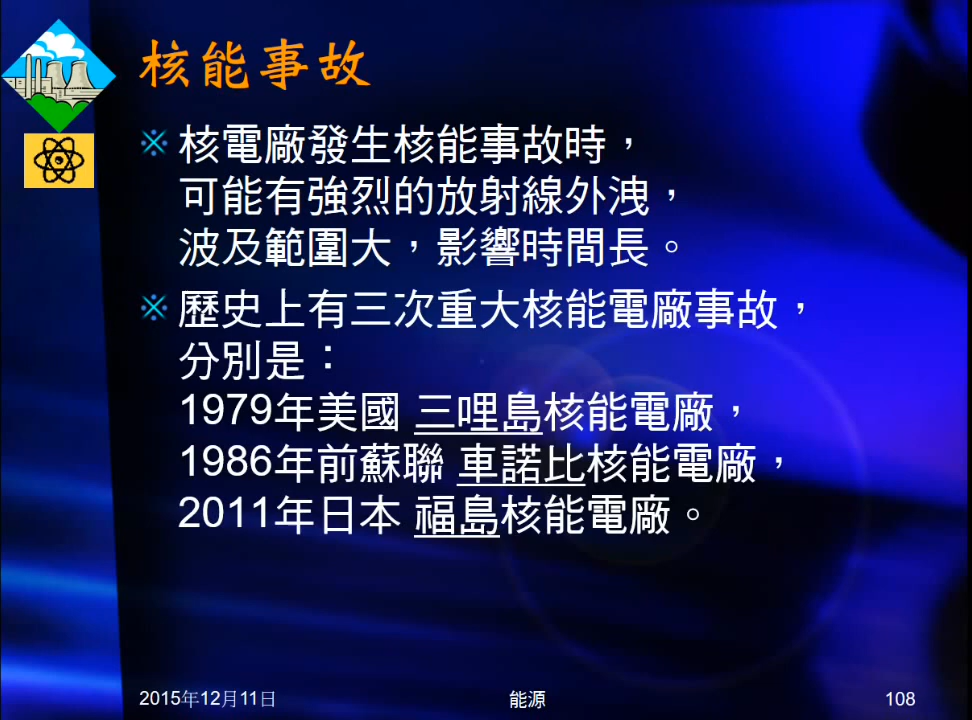 核能事故
※ 核電廠發生核能事故時，
可能有強烈的放射線外洩，
波及範圍大，影響時間長。
※ 歷史上有三次重大核能電廠事故，
分別是：
1979年美國 三哩島核能電廠，
1986年前蘇聯 車諾比核能電廠，
2011年日本 福島核能電廠。
2015年12月11日 能源 108